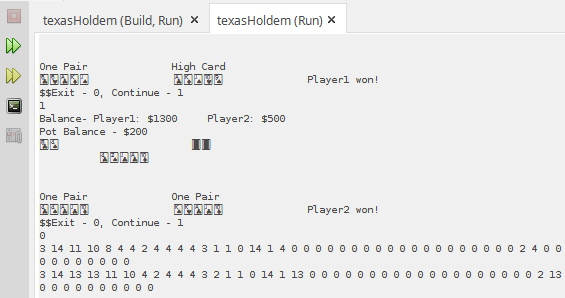 texasHoldem (Build, Run) × texasHoldem (Run) ×
One Pair High Card
Player1 won!
$$Exit - 0, Continue - 1
1
Balance- Player1: $1300 Player2: $500
Pot Balance - $200
One Pair One Pair
Player2 won!
$$Exit - 0, Continue - 1
0
3 14 11 10 8 4 4 2 4 4 4 4 3 1 1 0 14 1 4 0 0 0 0 0 0 0 0 0 0 0 0 0 0 0 0 0 0 0 2 4 0 0
0 0 0 0 0 0 0 0 0
3 14 13 13 11 10 4 2 4 4 4 3 2 1 1 0 14 1 13 0 0 0 0 0 0 0 0 0 0 0 0 0 0 0 0 0 0 0 2 13
0 0 0 0 0 0 0 0 0 0 0